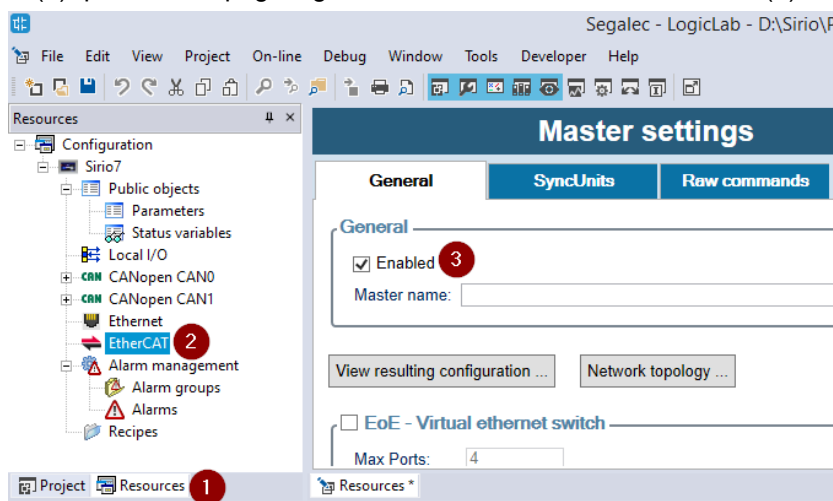 Segalec - LogicLab - D:\Sirio\P
File Edit View Project On-line Debug Window Tools Developer Help
Resources
Configuration
Sirio7
Public objects
Parameters
Status variables
Local I/O
CAN CANopen CAN0
CAN CANopen CAN1
Ethernet
EtherCAT 2
Alarm management
Alarm groups
Alarms
Recipes
Project Resources 1
Master settings
General SyncUnits Raw commands
General
Enabled 3
Master name:
View resulting configuration ... Network topology ...
EoE - Virtual ethernet switch
Max Ports: 4
Resources *